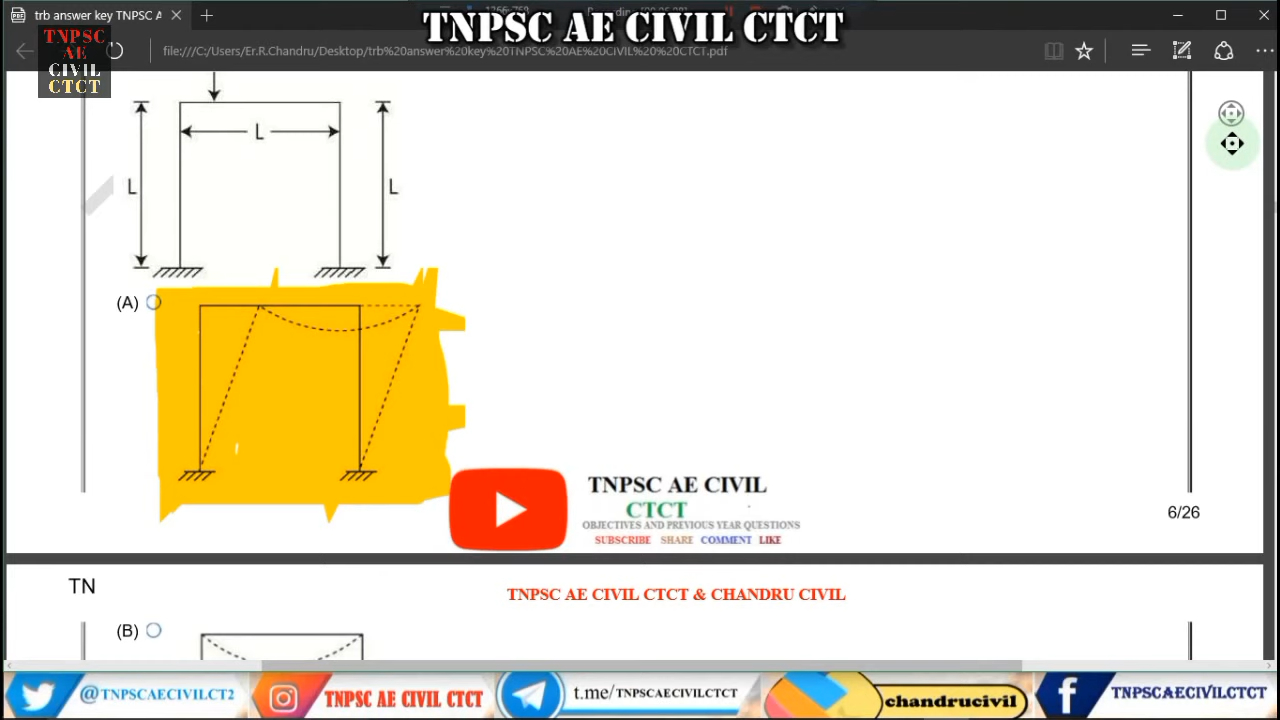 trb answer key TNPSC A
TNPSC AE CIVIL CTCT
TNPSC
AE
CIVIL
CTCT
file:///C:/Users/Er.R.Chandru/Desktop/trb%20answer%20key%20TNPSC%20AE%20CIVIL%20%20CTCT.pdf
L
L
L
(A)
TNPSC AE CIVIL
CTCT
OBJECTIVES AND PREVIOUS YEAR QUESTIONS
SUBSCRIBE SHARE COMMENT LIKE
6/26
TN
TNPSC AE CIVIL CTCT & CHANDRU CIVIL
(B)
@TNPSCAECIVILCT2
TNPSC AE CIVIL CTCT
t.me/TNPSCAECIVILCTCT
chandrucivil
TNPSCAECIVILCTCT